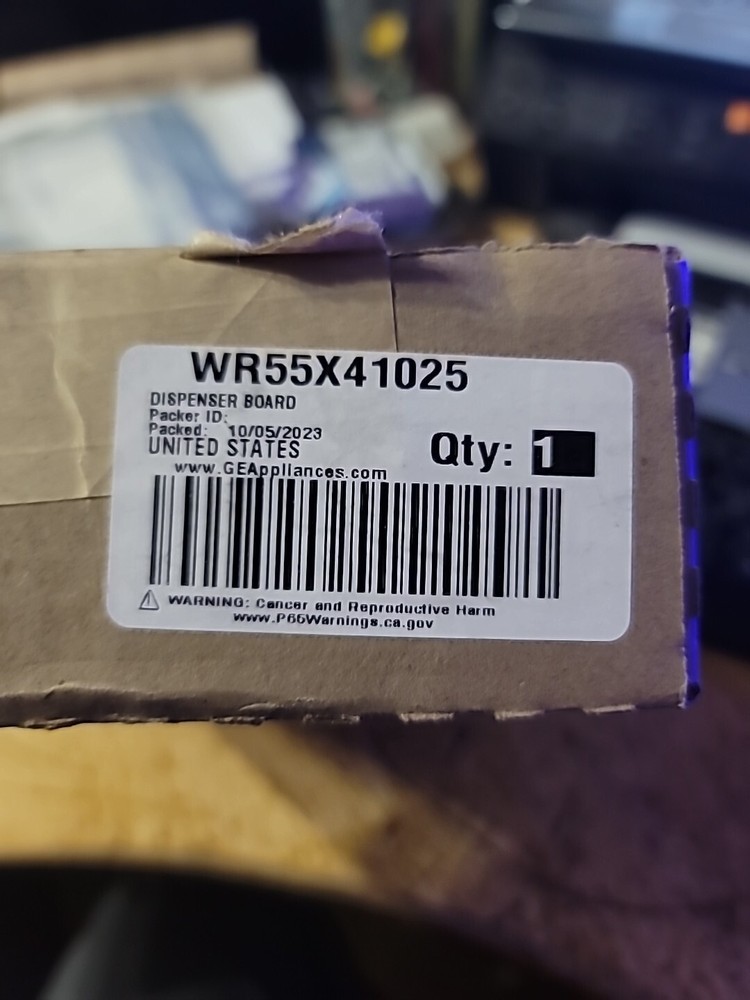 WR55X41025
DISPENSER BOARD
Packer ID:
Packed: 10/05/2023
UNITED STATES
Qty: 1
www.GEAppliances.com
⚠ WARNING: Cancer and Reproductive Harm
www.P65Warnings.ca.gov